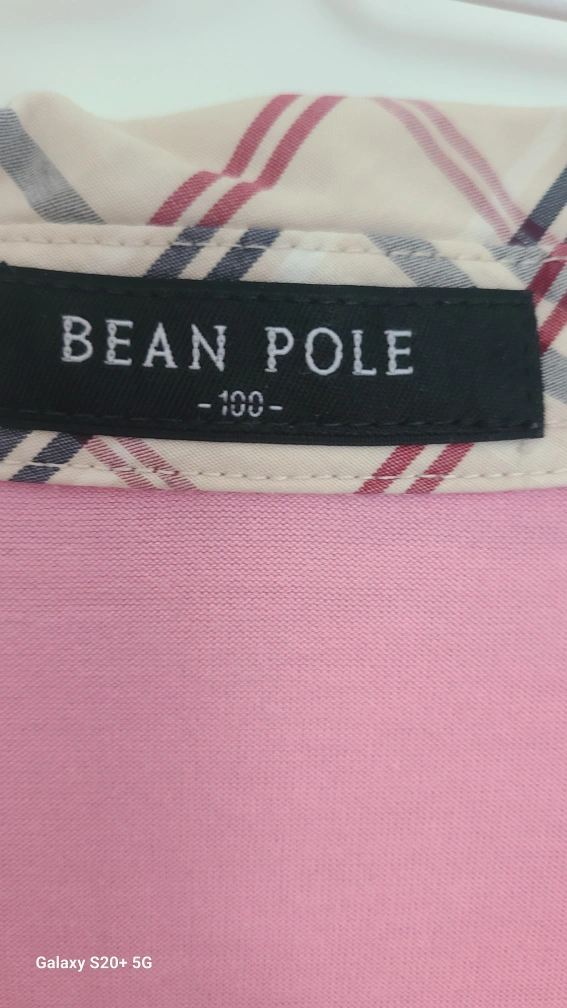 BEAN POLE
-100-
Galaxy S20+ 5G